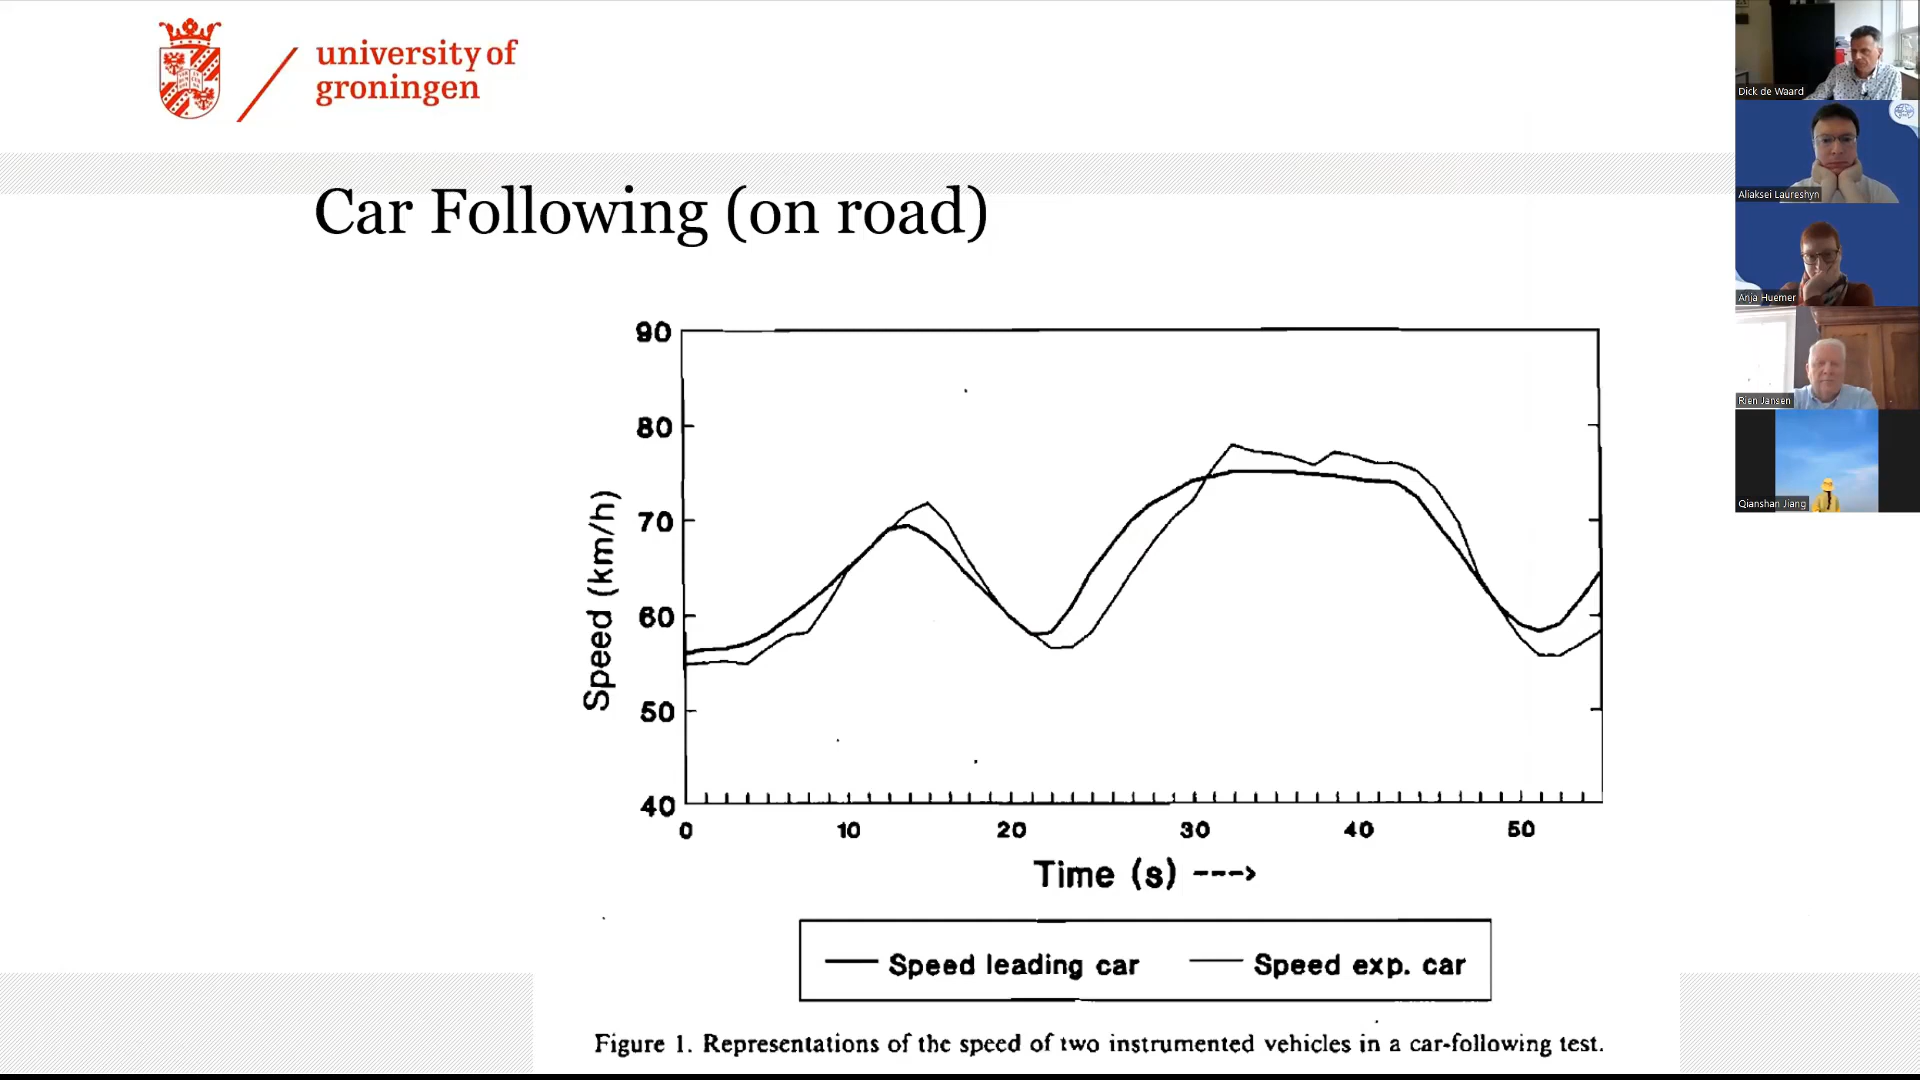 university of
groningen
Car Following (on road)
90
80
70
60
50
40
Speed (km/h)
0 10 20 30 40 50
Time (s) --->
Speed leading car Speed exp. car
Figure 1. Representations of the speed of two instrumented vehicles in a car-following test.
Dick de Waard
Aliaksei Laureshyn
Anja Huemer
Rien Jansen
Qianshan Jiang